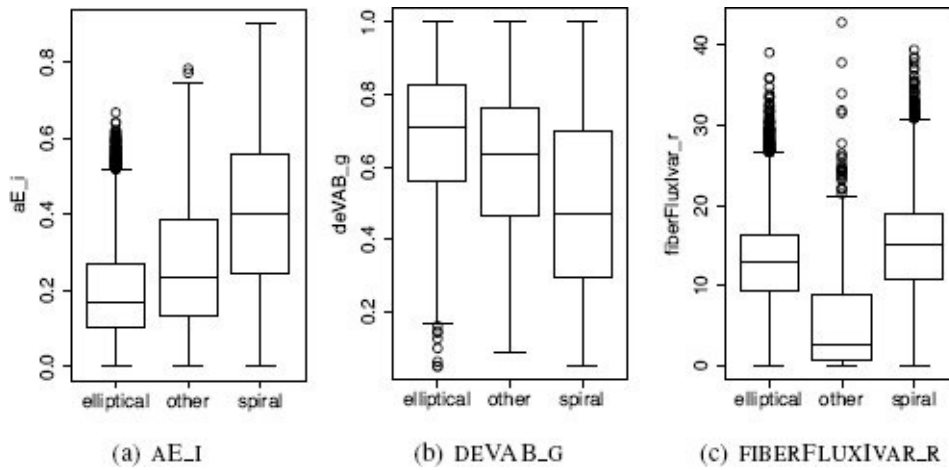 aE_i
0.0 0.2 0.4 0.6 0.8
elliptical other spiral
(a) AE_I
deVAB_g
0.2 0.4 0.6 0.8 1.0
elliptical other spiral
(b) DEVAB_G
fiberFluxIvar_r
0 10 20 30 40
elliptical other spiral
(c) FIBERFLUXIVAR_R